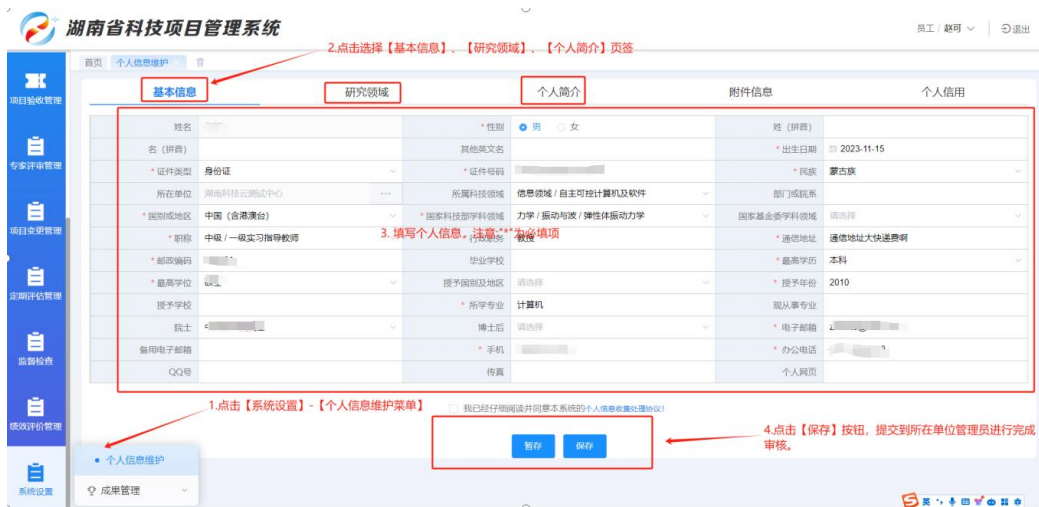 湖南省科技项目管理系统
员工 / 赵可
退出
2.点击选择【基本信息】、【研究领域】、【个人简介】页签
首页 个人信息维护
基本信息 研究领域 个人简介 附件信息 个人信用
项目验收管理
专家评审管理
项目变更管理
定期评估管理
监督检查
绩效评价管理
系统设置
姓名 * 性别 男 女 姓（拼音）
名（拼音） 其他英文名 * 出生日期 2023-11-15
* 证件类型 身份证 * 证件号码 * 民族 蒙古族
所在单位 湖南科技云测试中心 ... 所属科技领域 信息领域 / 自主可控计算机及软件 部门或院系
* 国别或地区 中国（含港澳台） * 国家科技部学科领域 力学 / 振动与波 / 弹性体振动力学 国家基金委学科领域 请选择
* 职称 中级 / 一级实习指导教师 行政职务 教授 * 通信地址 通信地址大快递费啊
3. 填写个人信息，注意:"*"为必填项
* 邮政编码 毕业学校 * 最高学历 本科
* 最高学位 授予国别及地区 请选择 * 授予年份 2010
授予学校 * 所学专业 计算机 现从事专业
院士 博士后 请选择 * 电子邮箱
备用电子邮箱 * 手机 * 办公电话
QQ号 传真 个人网页
1.点击【系统设置】-【个人信息维护菜单】
我已经仔细阅读并同意本系统的个人信息收集处理协议!
暂存 保存
4.点击【保存】按钮，提交到所在单位管理员进行完成
审核。
个人信息维护
成果管理
英